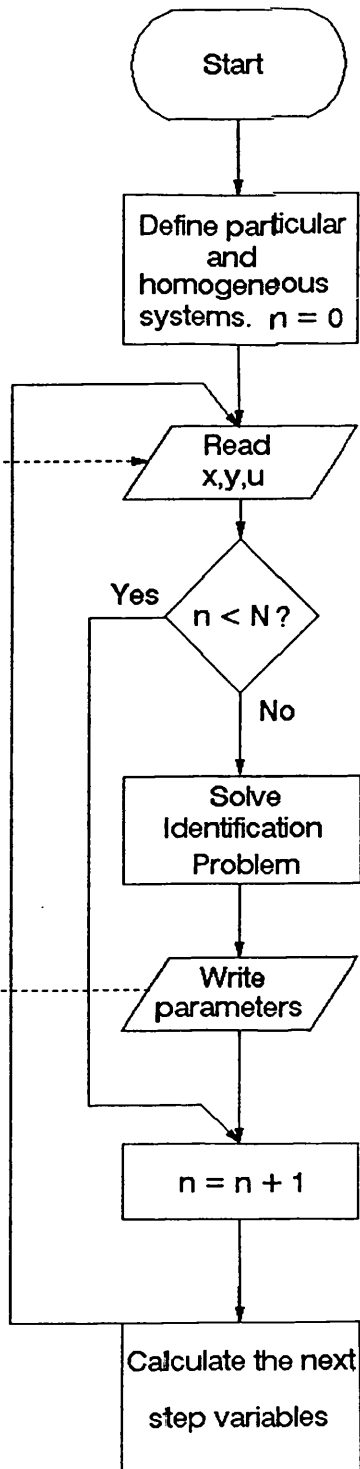 Start
Define particular
and
homogeneous
systems. n = 0
Read
x,y,u
Yes
n < N ?
No
Solve
Identification
Problem
Write
parameters
n = n + 1
Calculate the next
step variables